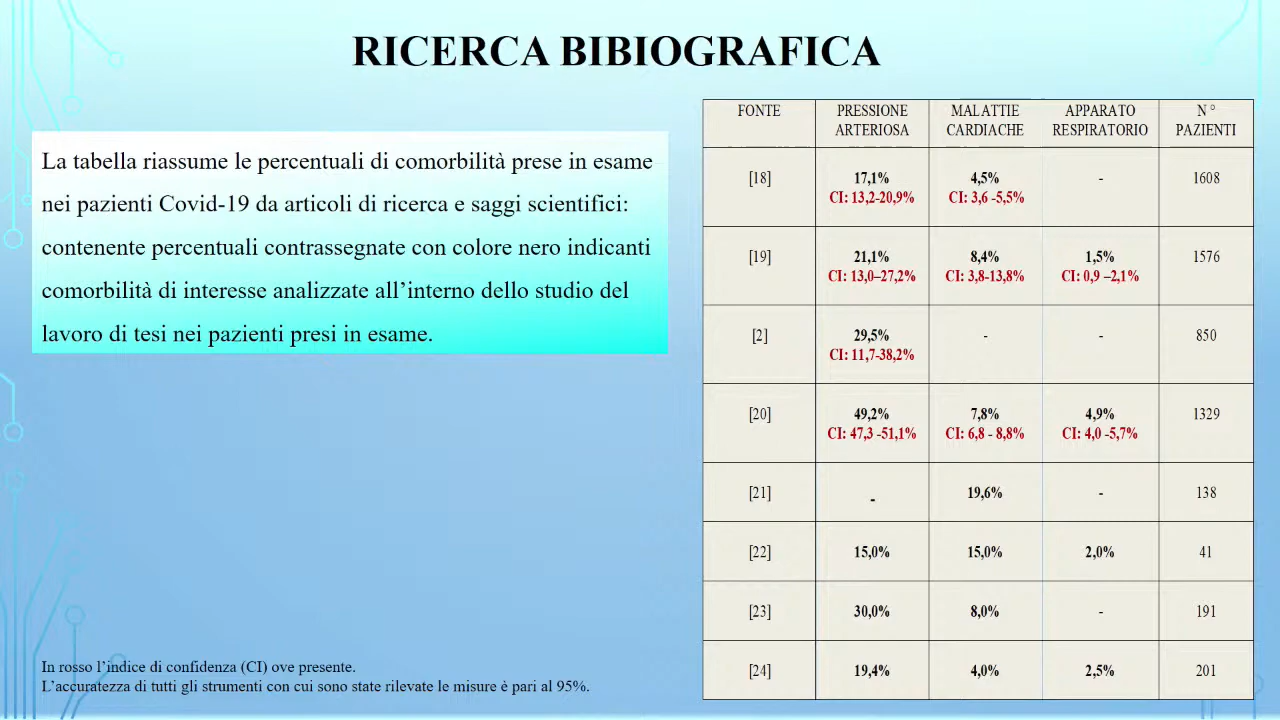 RICERCA BIBIOGRAFICA
La tabella riassume le percentuali di comorbilità prese in esame
nei pazienti Covid-19 da articoli di ricerca e saggi scientifici:
contenente percentuali contrassegnate con colore nero indicanti
comorbilità di interesse analizzate all’interno dello studio del
lavoro di tesi nei pazienti presi in esame.
FONTE PRESSIONE ARTERIOSA MALATTIE CARDIACHE APPARATO RESPIRATORIO N ° PAZIENTI
[18] 17,1% 4,5% - 1608
CI: 13,2-20,9% CI: 3,6 -5,5%
[19] 21,1% 8,4% 1,5% 1576
CI: 13,0–27,2% CI: 3,8-13,8% CI: 0,9 –2,1%
[2] 29,5% - - 850
CI: 11,7-38,2%
[20] 49,2% 7,8% 4,9% 1329
CI: 47,3 -51,1% CI: 6,8 - 8,8% CI: 4,0 -5,7%
[21] - 19,6% - 138
[22] 15,0% 15,0% 2,0% 41
[23] 30,0% 8,0% - 191
[24] 19,4% 4,0% 2,5% 201
In rosso l’indice di confidenza (CI) ove presente.
L’accuratezza di tutti gli strumenti con cui sono state rilevate le misure è pari al 95%.